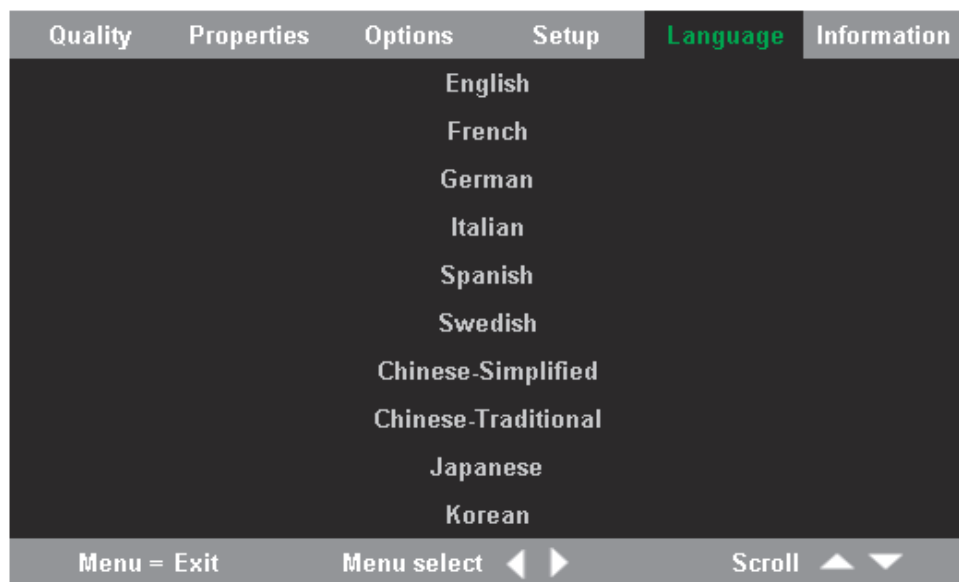 Quality Properties Options Setup Language Information
English
French
German
Italian
Spanish
Swedish
Chinese-Simplified
Chinese-Traditional
Japanese
Korean
Menu = Exit Menu select Scroll